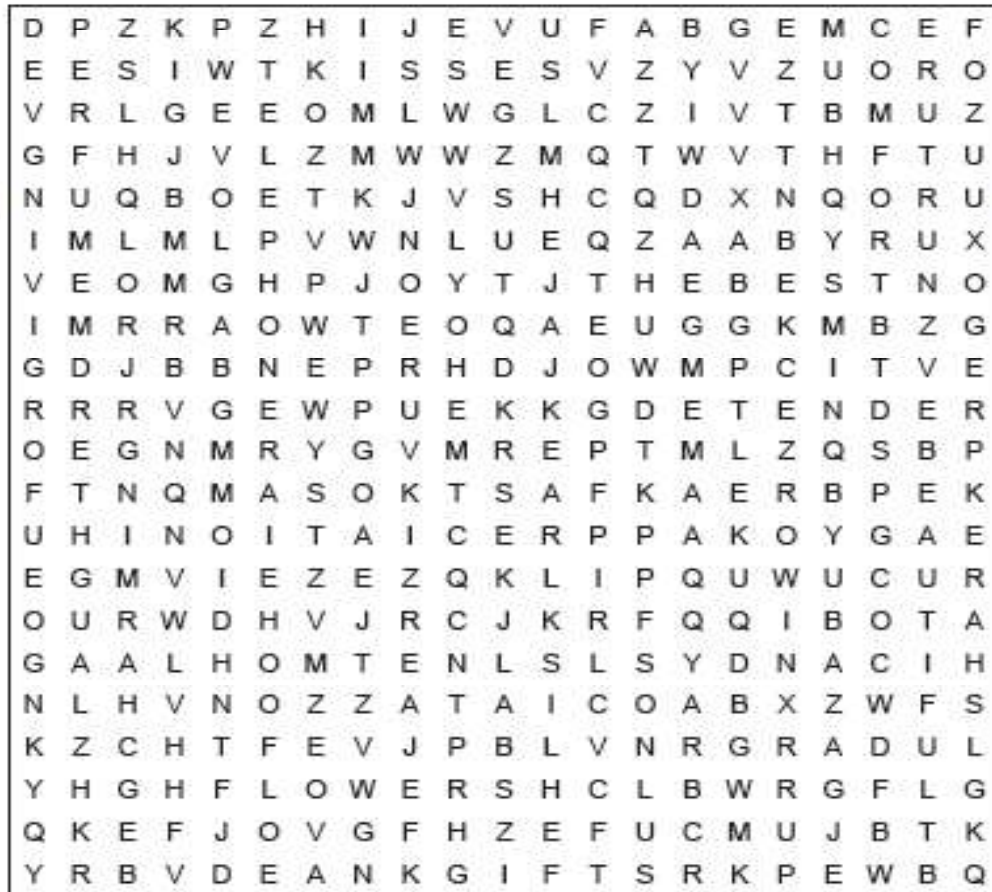 D P Z K P Z H I J E V U F A B G E M C E F
E E S I W T K I S S E S V Z Y V Z U O R O
V R L G E E O M L W G L C Z I V T B M U Z
G F H J V L Z M W W Z M Q T W V T H F T U
N U Q B O E T K J V S H C Q D X N Q O R U
I M L M L P V W N L U E Q Z A A B Y R U X
V E O M G H P J O Y T J T H E B E S T N O
I M R R A O W T E O Q A E U G G K M B Z G
G D J B B N E P R H D J O W M P C I T V E
R R R V G E W P U E K K G D E T E N D E R
O E G N M R Y G V M R E P T M L Z Q S B P
F T N Q M A S O K T S A F K A E R B P E K
U H I N O I T A I C E R P P A K O Y G A E
E G M V I E Z E Z Q K L I P Q U W U C U R
O U R W D H V J R C J K R F Q Q I B O T A
G A A L H O M T E N L S L S Y D N A C I H
N L H V N O Z Z A T A I C O A B X Z W F S
K Z C H T F E V J P B L V N R G R A D U L
Y H G H F L O W E R S H C L B W R G F L G
Q K E F J O V G F H Z E F U C M U J B T K
Y R B V D E A N K G I F T S R K P E W B Q